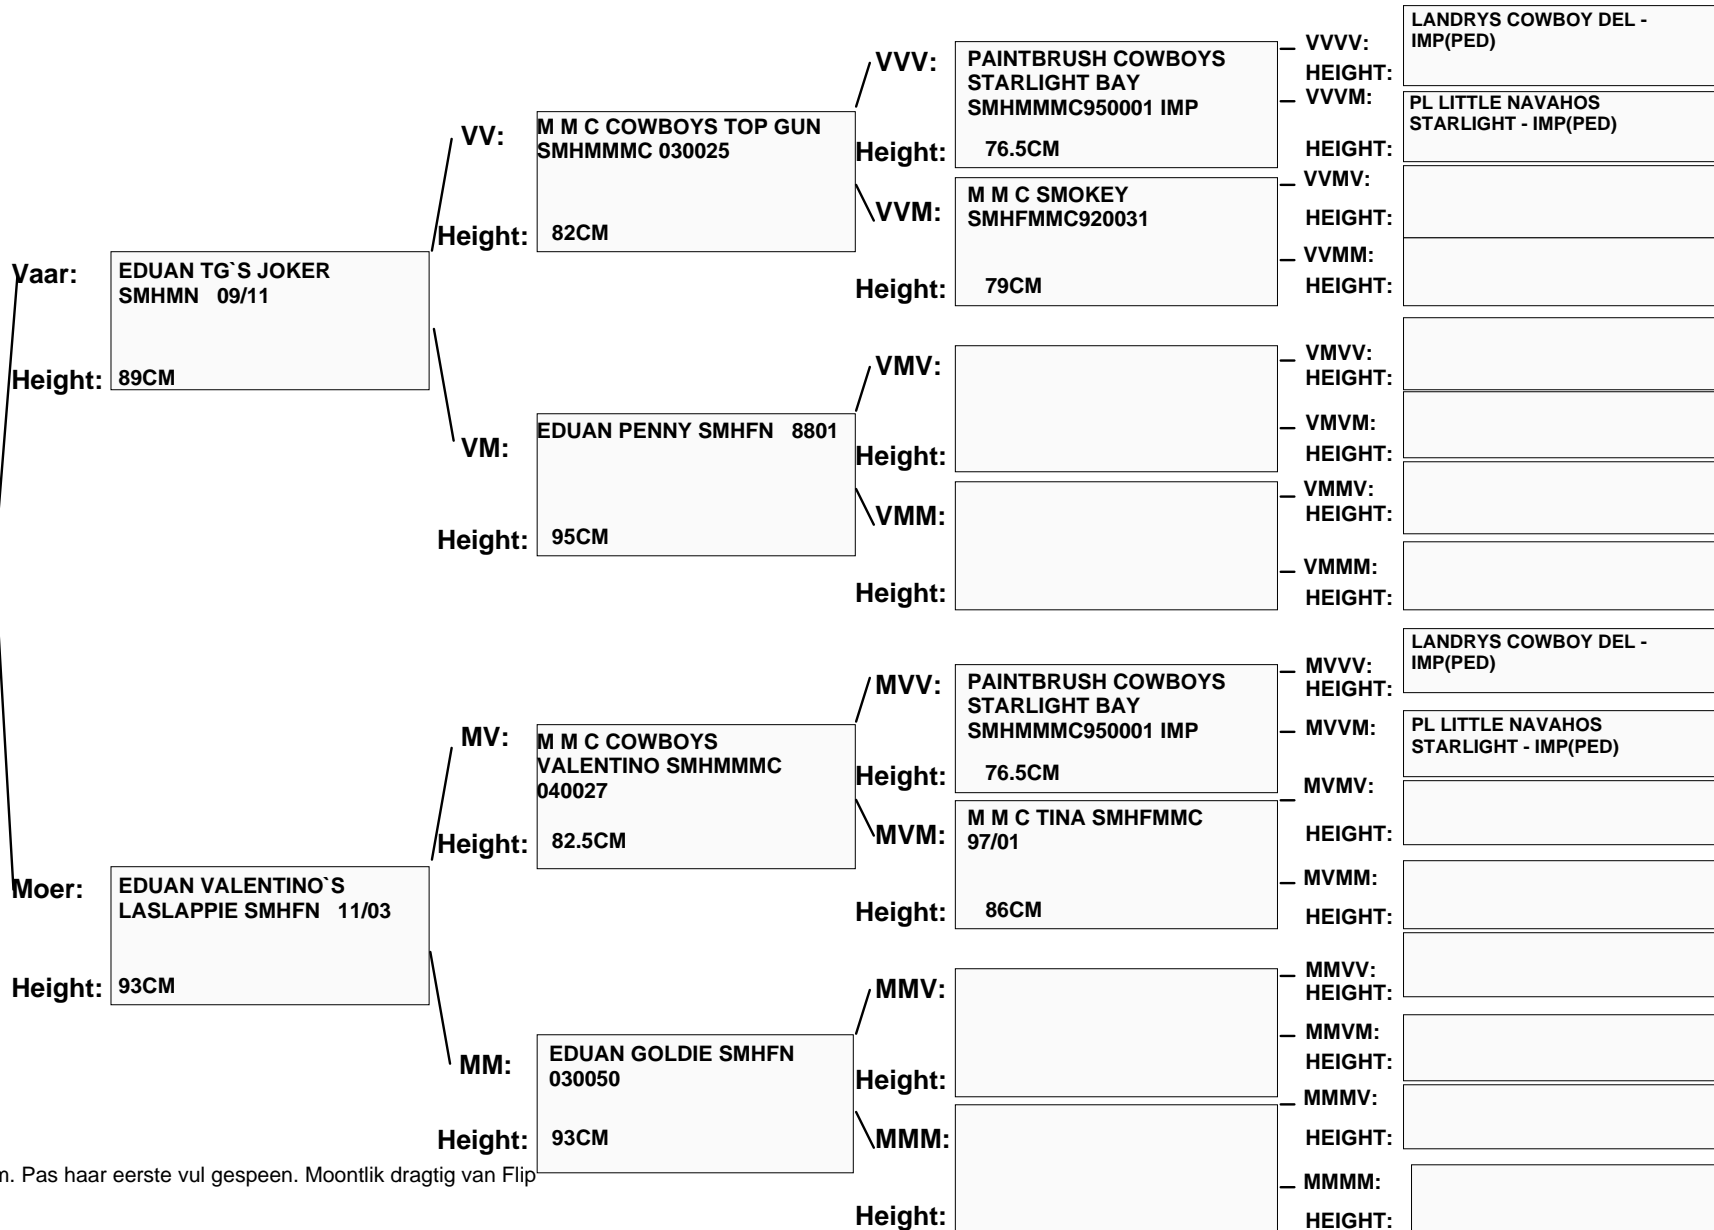 Vaar:
EDUAN TG`S JOKER
SMHMN   09/11
Height:
89CM
VV:
M M C COWBOYS TOP GUN
SMHMMMC 030025
Height:
82CM
VM:
EDUAN PENNY SMHFN   8801
Height:
95CM
VVV:
PAINTBRUSH COWBOYS
STARLIGHT BAY
SMHMMMC950001 IMP
Height:
76.5CM
VVM:
M M C SMOKEY
SMHFMMC920031
Height:
79CM
VMV:
Height:
VMM:
Height:
VVVV:
LANDRYS COWBOY DEL -
IMP(PED)
HEIGHT:
VVVM:
PL LITTLE NAVAHOS
STARLIGHT - IMP(PED)
HEIGHT:
VVMV:
HEIGHT:
VVMM:
HEIGHT:
VMVV:
HEIGHT:
VMVM:
HEIGHT:
VMMV:
HEIGHT:
VMMM:
HEIGHT:
Moer:
EDUAN VALENTINO`S
LASLAPPIE SMHFN   11/03
Height:
93CM
MV:
M M C COWBOYS
VALENTINO SMHMMMC
040027
Height:
82.5CM
MM:
EDUAN GOLDIE SMHFN
030050
Height:
93CM
MVV:
PAINTBRUSH COWBOYS
STARLIGHT BAY
SMHMMMC950001 IMP
Height:
76.5CM
MVM:
M M C TINA SMHFMMC
97/01
Height:
86CM
MMV:
Height:
MMM:
Height:
MVVV:
LANDRYS COWBOY DEL -
IMP(PED)
HEIGHT:
MVVM:
PL LITTLE NAVAHOS
STARLIGHT - IMP(PED)
MVMV:
HEIGHT:
MVMM:
HEIGHT:
MMVV:
HEIGHT:
MMVM:
HEIGHT:
MMMV:
HEIGHT:
MMMM:
HEIGHT:
m. Pas haar eerste vul gespeen. Moontlik dragtig van Flip